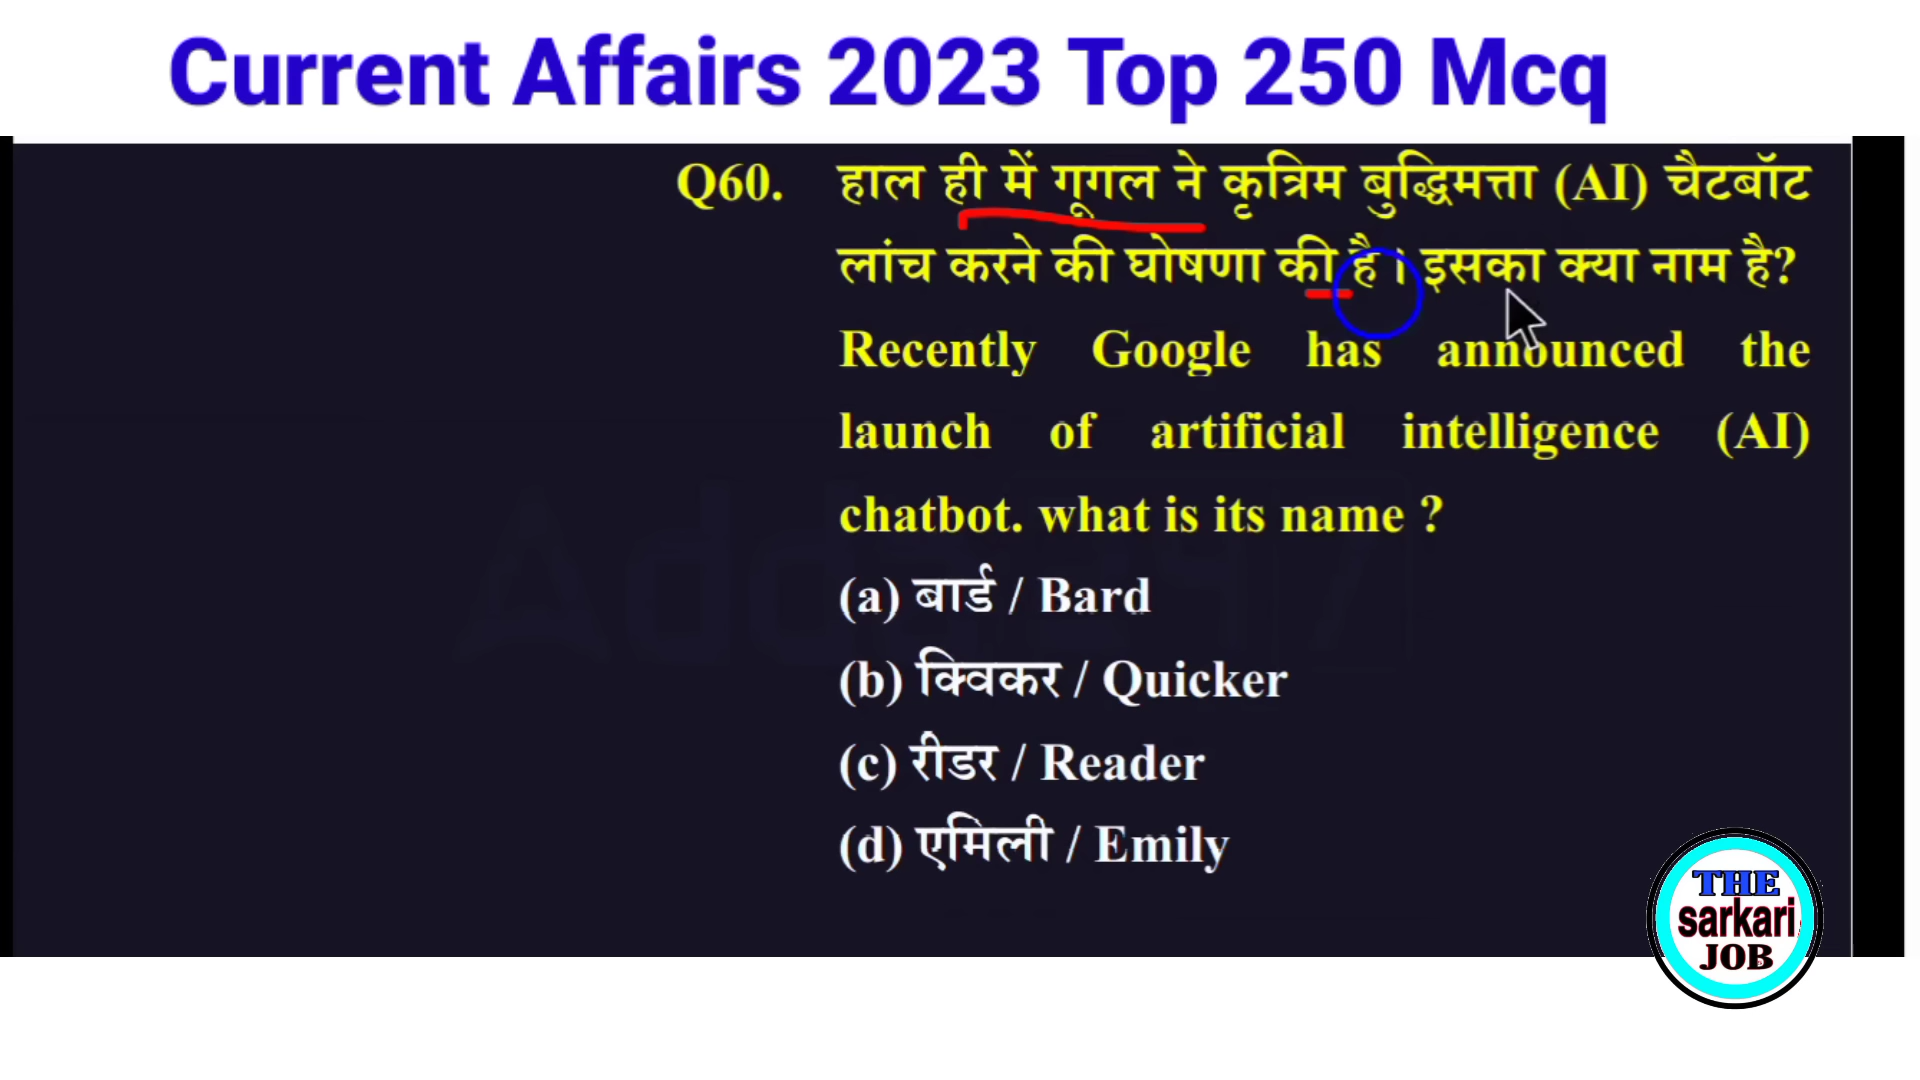 Current Affairs 2023 Top 250 Mcq
Q60. हाल ही में गूगल ने कृत्रिम बुद्धिमत्ता (AI) चैटबॉट
लांच करने की घोषणा की है। इसका क्या नाम है?
Recently Google has announced the
launch of artificial intelligence (AI)
chatbot. what is its name ?
(a) बार्ड / Bard
(b) क्विकर / Quicker
(c) रीडर / Reader
(d) एमिली / Emily
THE
sarkari
JOB